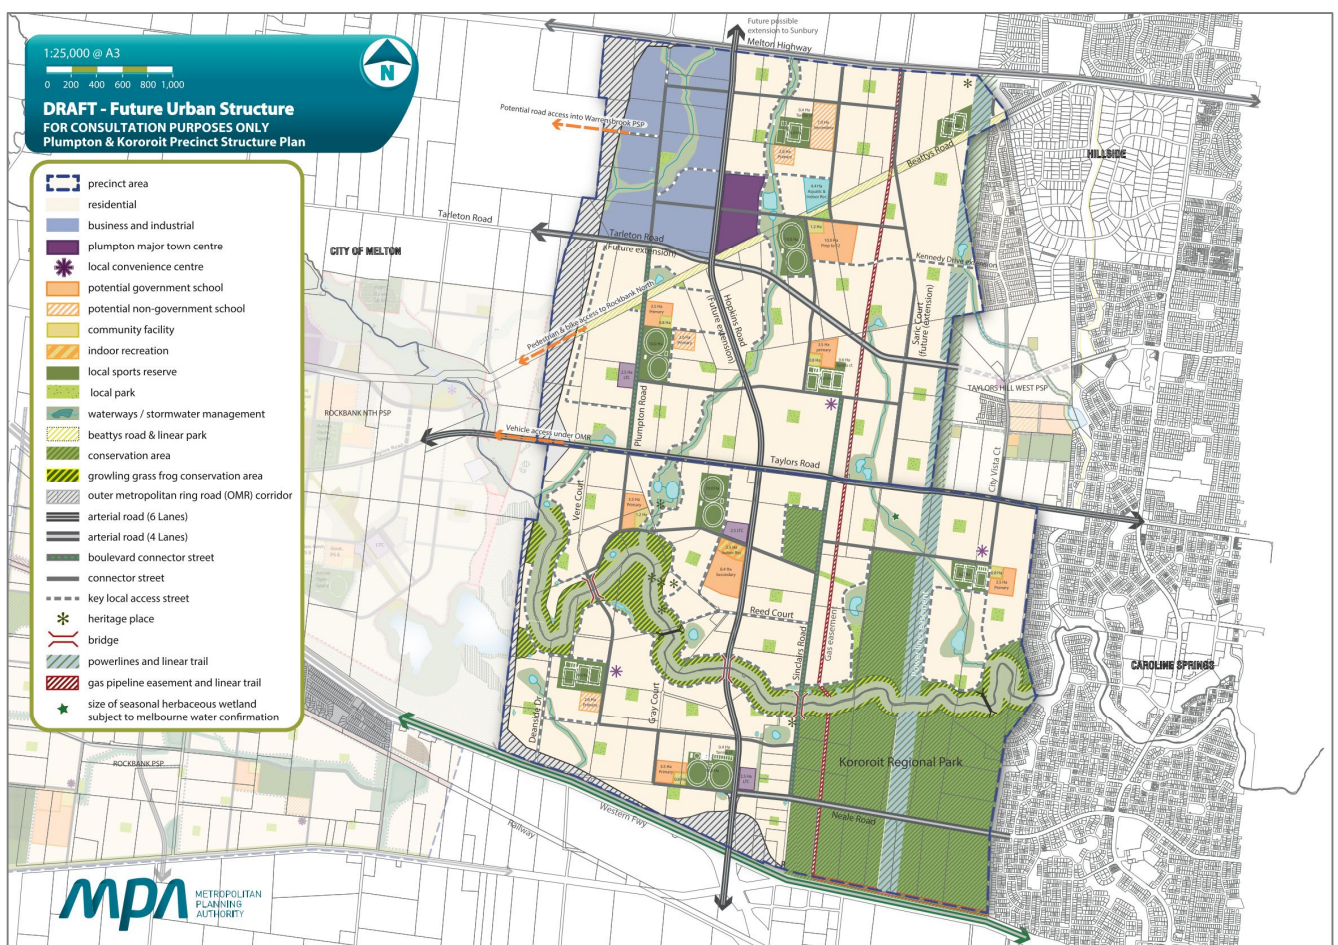 1:25,000 @ A3
0 200 400 600 800 1,000
N
DRAFT - Future Urban Structure
FOR CONSULTATION PURPOSES ONLY
Plumpton & Kororoit Precinct Structure Plan
precinct area
residential
business and industrial
plumpton major town centre
local convenience centre
potential government school
potential non-government school
community facility
indoor recreation
local sports reserve
local park
waterways / stormwater management
beattys road & linear park
conservation area
growling grass frog conservation area
outer metropolitan ring road (OMR) corridor
arterial road (6 Lanes)
arterial road (4 Lanes)
boulevard connector street
connector street
key local access street
heritage place
bridge
powerlines and linear trail
gas pipeline easement and linear trail
size of seasonal herbaceous wetland
subject to melbourne water confirmation
Future possible
extension to Sunbury
Melton Highway
Potential road access into Warrensbrook PSP
Beattys Road
HILLSIDE
Tarleton Road
CITY OF MELTON
Tarleton Road
(Future extension)
Kennedy Drive extension
Pedestrian & bike access to Rockbank North
Hopkins Road
(Future extension)
Saric Court
(future extension)
TAYLORS HILL WEST PSP
ROCKBANK NTH PSP
Plumpton Road
Vehicle access under OMR
Taylors Road
City Vista Ct
Vere Court
Reed Court
Sinclairs Road
Gas easement
CAROLINE SPRINGS
Gray Court
Deanside Dr
Kororoit Regional Park
ROCKBANK PSP
Western Fwy
Railway
Neale Road
MPA
METROPOLITAN
PLANNING
AUTHORITY